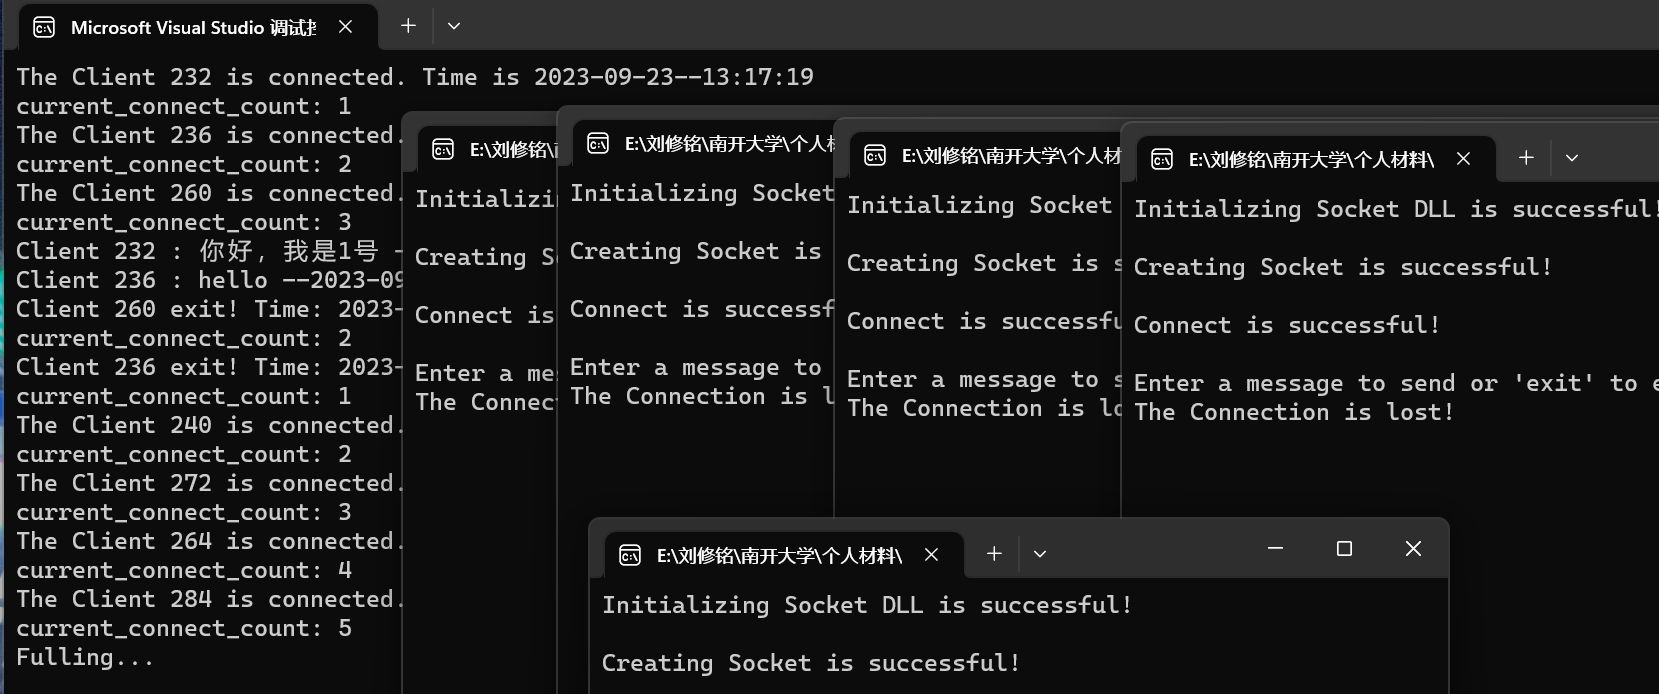 Microsoft Visual Studio 调试控
The Client 232 is connected. Time is 2023-09-23--13:17:19
current_connect_count: 1
The Client 236 is connected.
current_connect_count: 2
The Client 260 is connected.
current_connect_count: 3
Client 232 : 你好，我是1号 -
Client 236 : hello --2023-09
Client 260 exit! Time: 2023-
current_connect_count: 2
Client 236 exit! Time: 2023-
current_connect_count: 1
The Client 240 is connected.
current_connect_count: 2
The Client 272 is connected.
current_connect_count: 3
The Client 264 is connected.
current_connect_count: 4
The Client 284 is connected.
current_connect_count: 5
Fulling...
E:\刘修铭\
Initializi
Creating S
Connect is
Enter a me
The Connec
E:\刘修铭\南开大学\个人材
Initializing Socket
Creating Socket is
Connect is successf
Enter a message to
The Connection is l
E:\刘修铭\南开大学\个人材
Initializing Socket
Creating Socket is s
Connect is successfu
Enter a message to s
The Connection is lo
E:\刘修铭\南开大学\个人材料\
Initializing Socket DLL is successful!
Creating Socket is successful!
Connect is successful!
Enter a message to send or 'exit' to e
The Connection is lost!
E:\刘修铭\南开大学\个人材料\
Initializing Socket DLL is successful!
Creating Socket is successful!